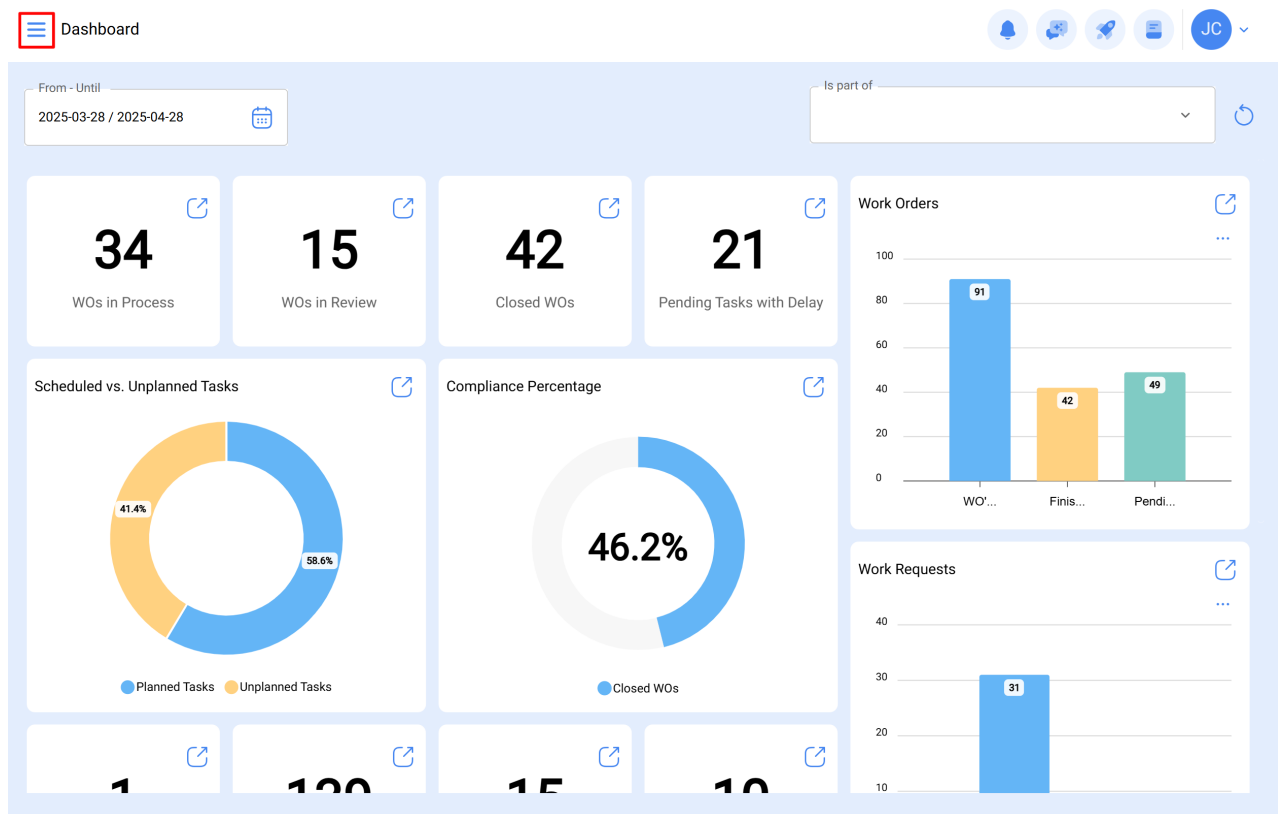 Dashboard
JC
From - Until
2025-03-28 / 2025-04-28
Is part of
34
WOs in Process
15
WOs in Review
42
Closed WOs
21
Pending Tasks with Delay
Work Orders
...
100
80
60
40
20
0
91
42
49
WO'...
Finis...
Pendi...
Scheduled vs. Unplanned Tasks
41.4%
58.6%
Planned Tasks
Unplanned Tasks
Compliance Percentage
46.2%
Closed WOs
Work Requests
...
40
30
20
10
31
1
15